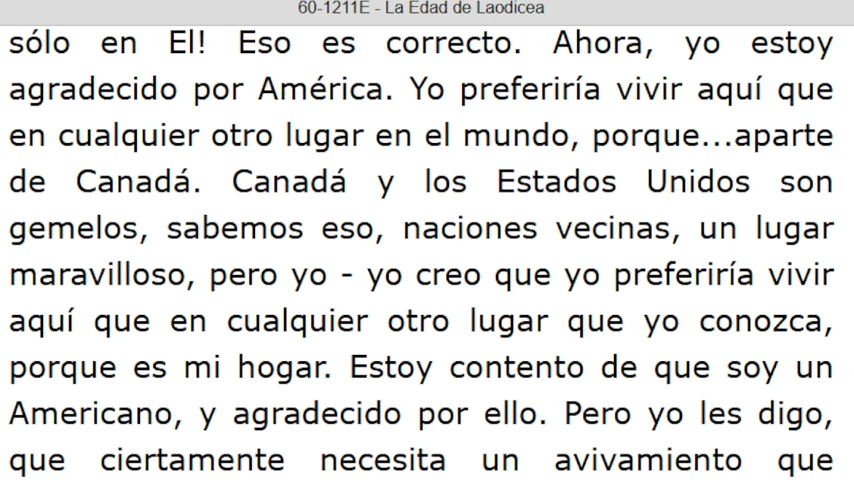 60-1211E - La Edad de Laodicea
sólo en El! Eso es correcto. Ahora, yo estoy
agradecido por América. Yo preferiría vivir aquí que
en cualquier otro lugar en el mundo, porque...aparte
de Canadá. Canadá y los Estados Unidos son
gemelos, sabemos eso, naciones vecinas, un lugar
maravilloso, pero yo - yo creo que yo preferiría vivir
aquí que en cualquier otro lugar que yo conozca,
porque es mi hogar. Estoy contento de que soy un
Americano, y agradecido por ello. Pero yo les digo,
que ciertamente necesita un avivamiento que